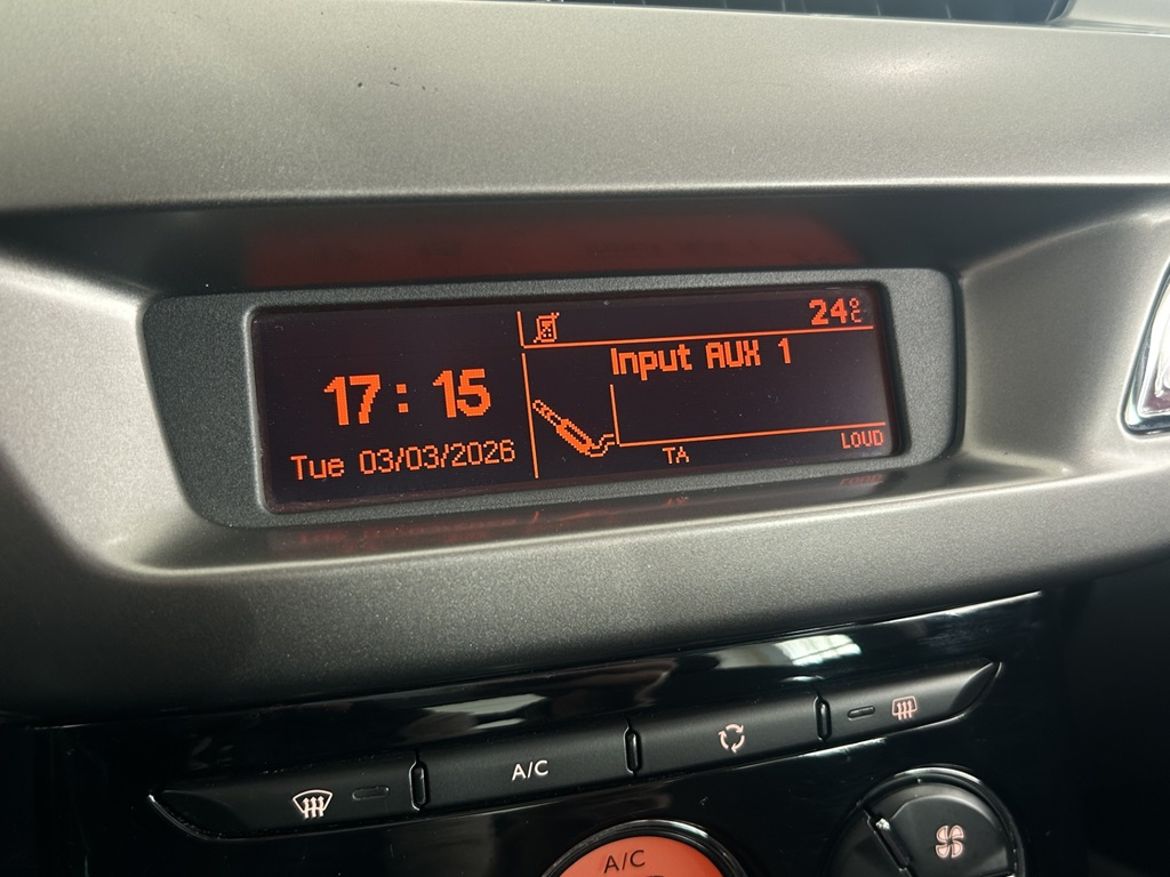 24°C
Input AUX 1
17:15
Tue 03/03/2026
TA
LOUD
A/C
A/C